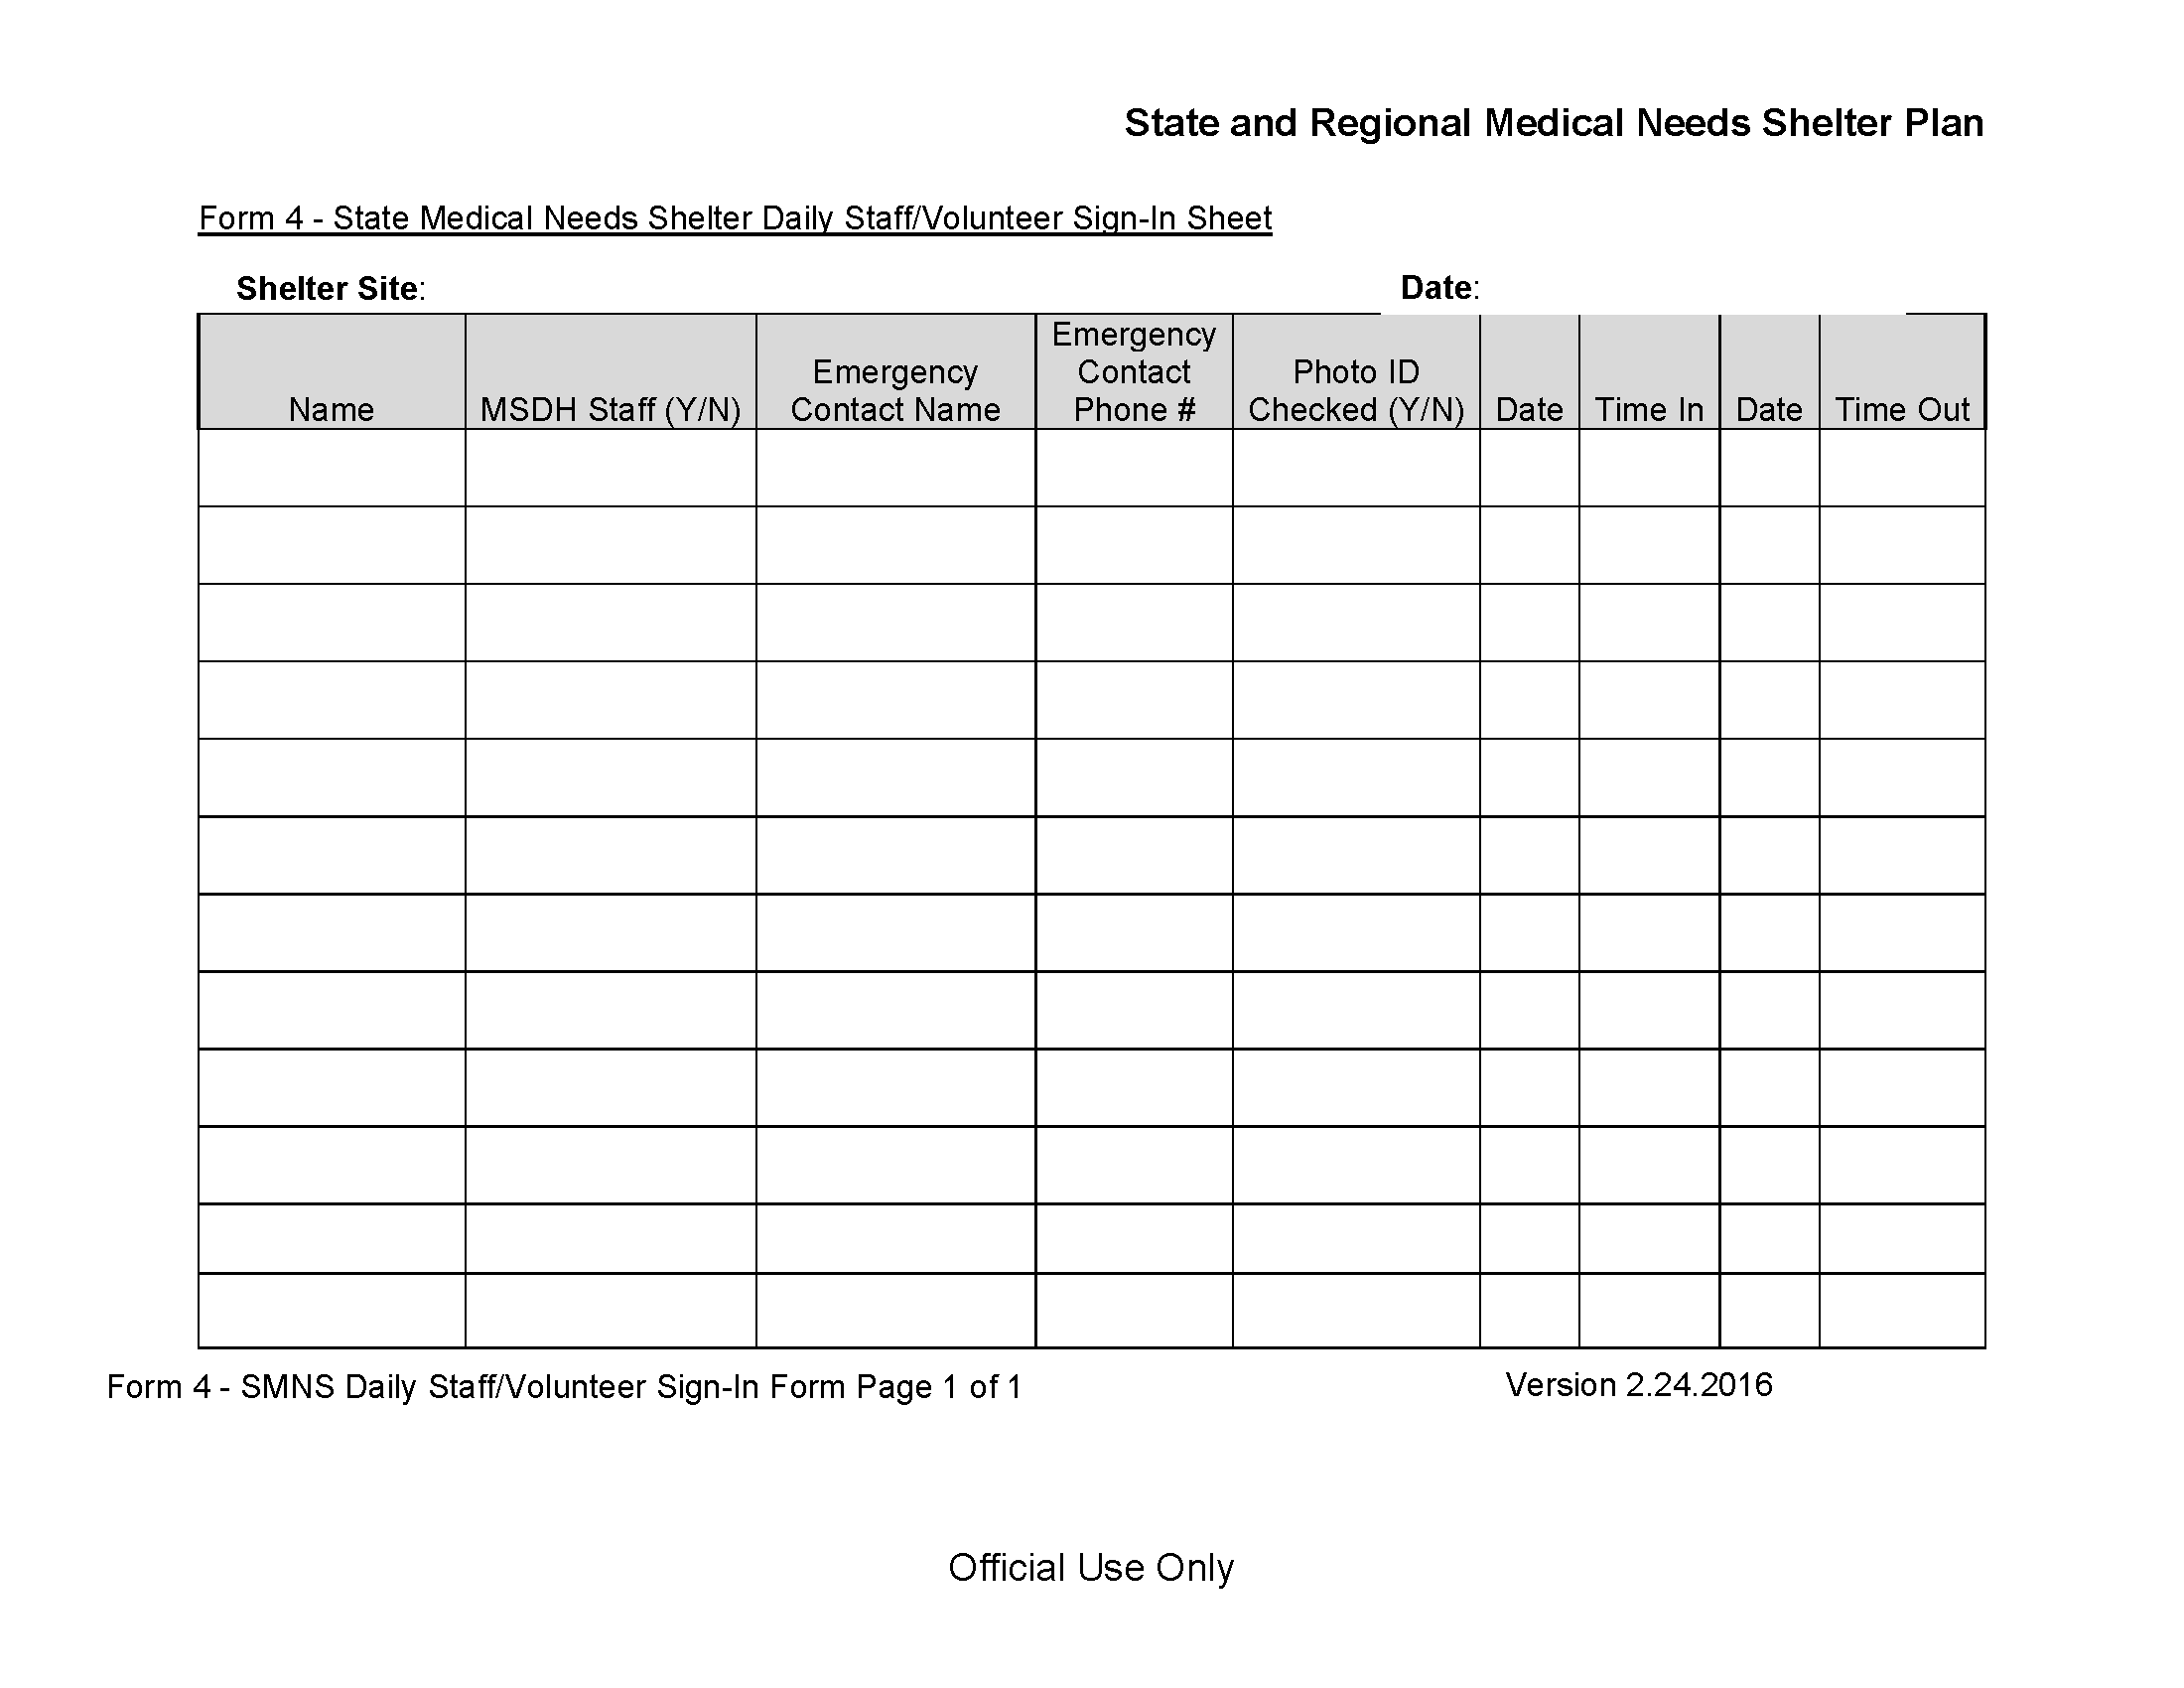 State and Regional Medical Needs Shelter Plan
Form 4 - State Medical Needs Shelter Daily Staff/Volunteer Sign-In Sheet
Shelter Site: Date:
Name MSDH Staff (Y/N) Emergency Contact Name Emergency Contact Phone # Photo ID Checked (Y/N) Date Time In Date Time Out
Form 4 - SMNS Daily Staff/Volunteer Sign-In Form Page 1 of 1 Version 2.24.2016
Official Use Only